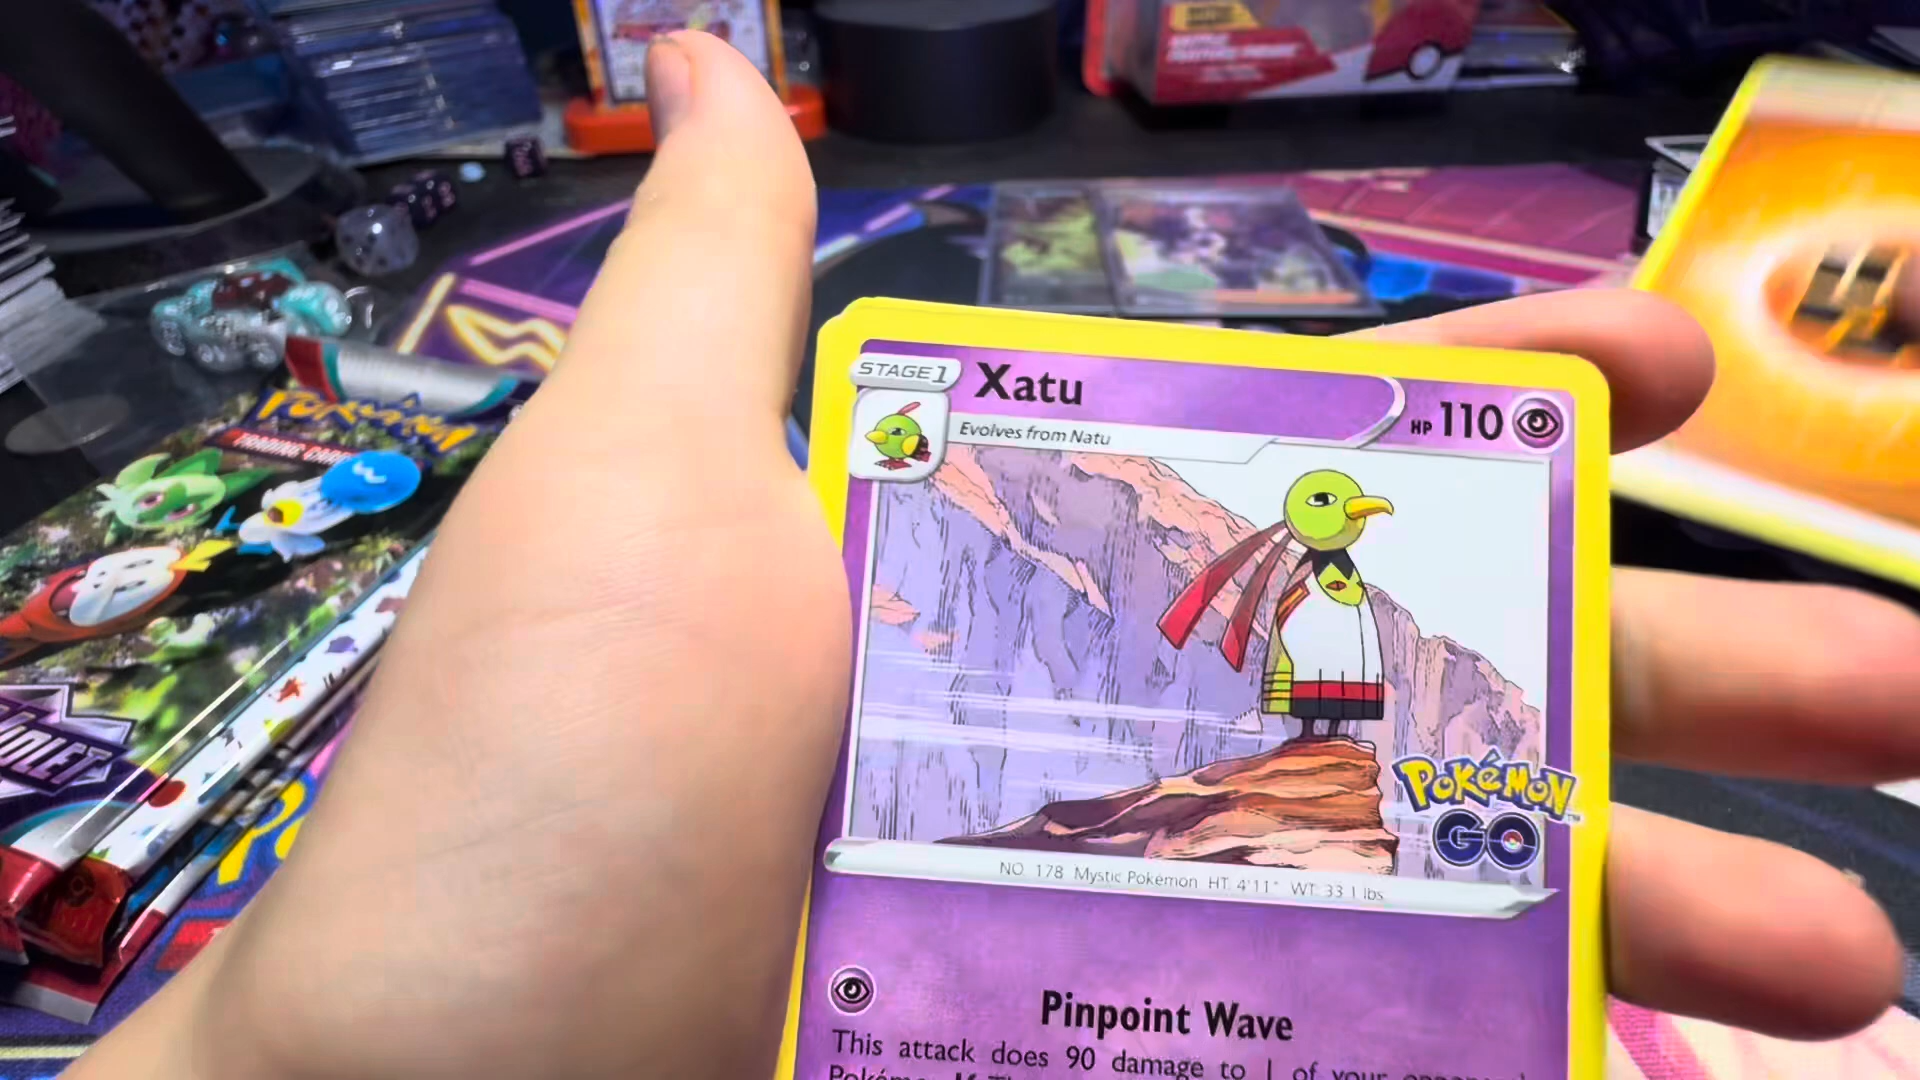 POKéMON
TRADING CARD
VIOLET
STAGE 1
Xatu
HP 110
Evolves from Natu
POKéMON
GO
NO. 178 Mystic Pokémon HT. 4'11" WT. 33.1 lbs.
Pinpoint Wave
This attack does 90 damage to 1 of your